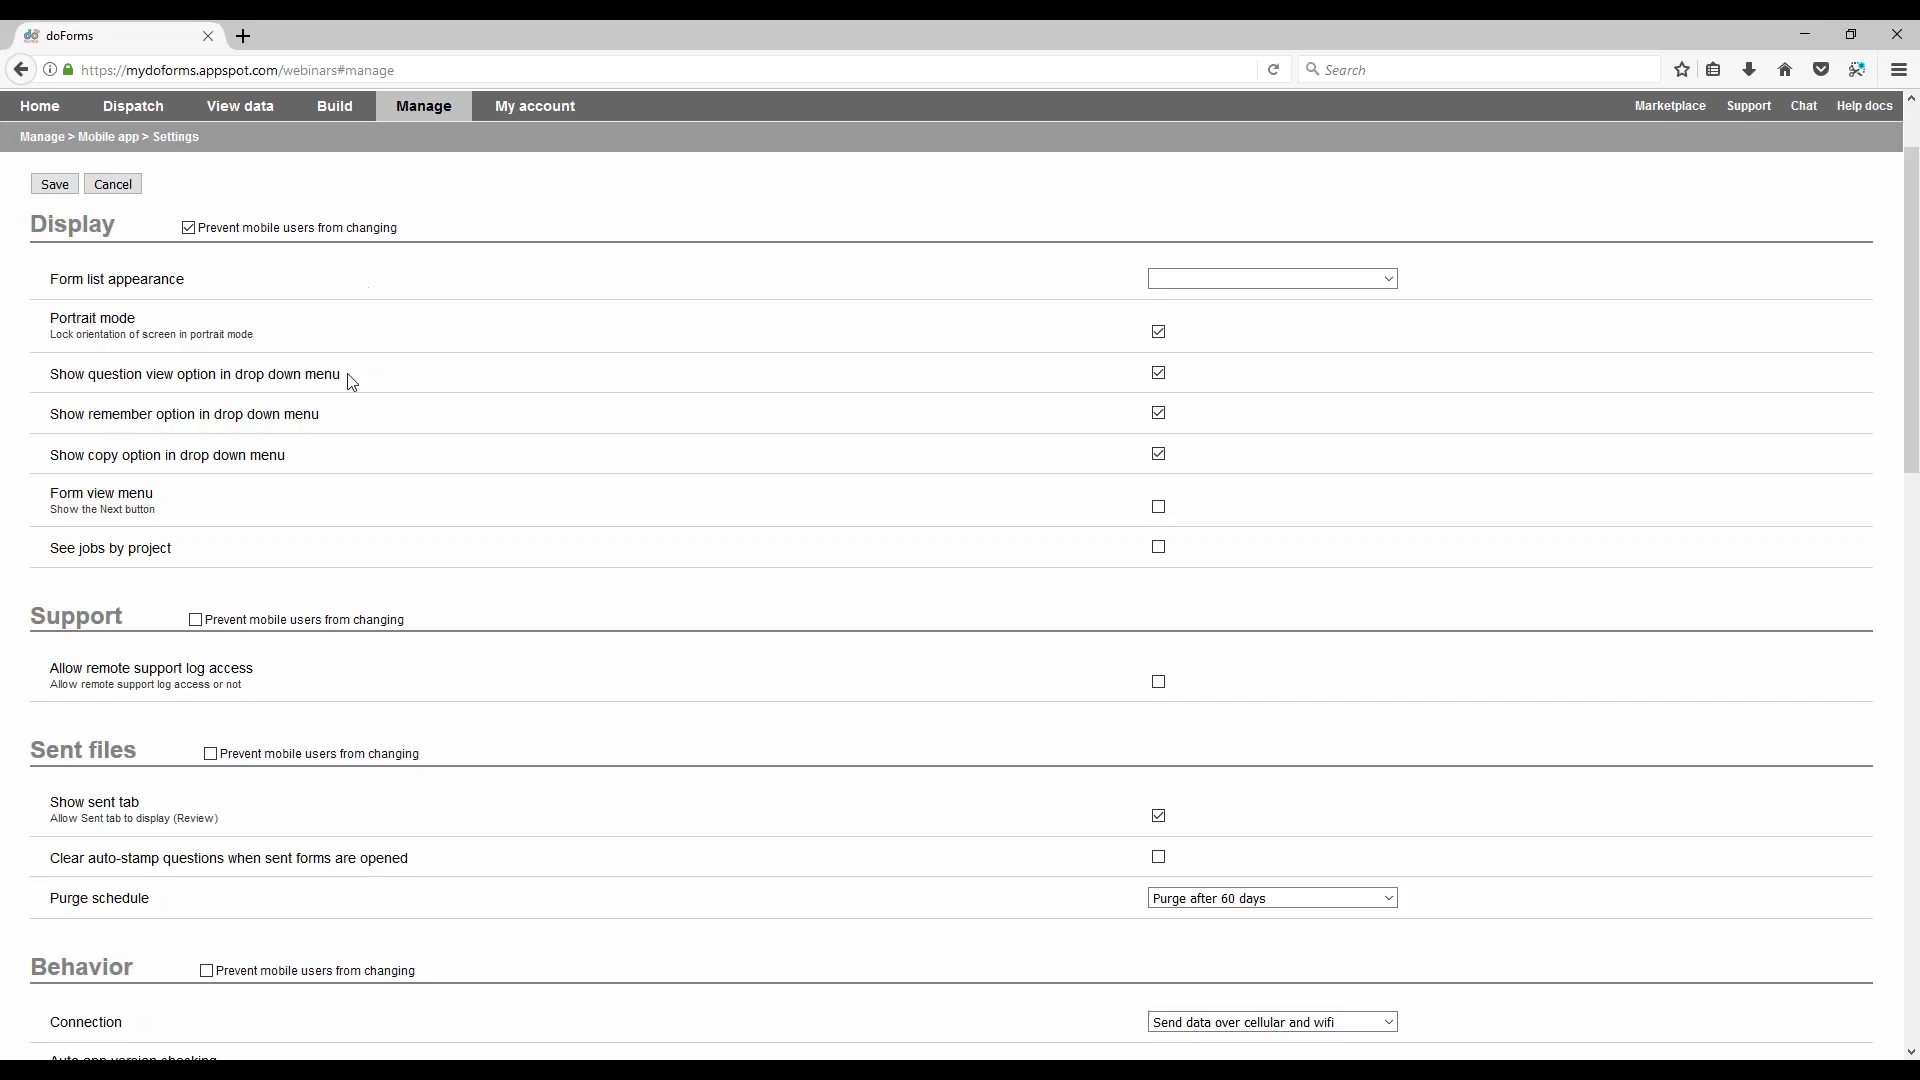 doForms
https://mydoforms.appspot.com/webinars#manage
Search
Home Dispatch View data Build Manage My account Marketplace Support Chat Help docs
Manage > Mobile app > Settings
Save Cancel
Display Prevent mobile users from changing
Form list appearance
Portrait mode
Lock orientation of screen in portrait mode
Show question view option in drop down menu
Show remember option in drop down menu
Show copy option in drop down menu
Form view menu
Show the Next button
See jobs by project
Support Prevent mobile users from changing
Allow remote support log access
Allow remote support log access or not
Sent files Prevent mobile users from changing
Show sent tab
Allow Sent tab to display (Review)
Clear auto-stamp questions when sent forms are opened
Purge schedule Purge after 60 days
Behavior Prevent mobile users from changing
Connection Send data over cellular and wifi
Auto app version checking